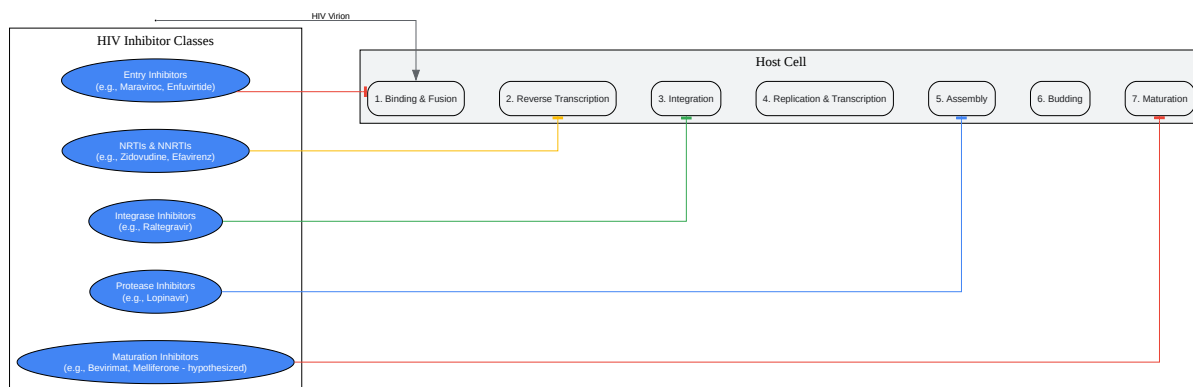 HIV Virion
HIV Inhibitor Classes
Host Cell
Entry Inhibitors
(e.g., Maraviroc, Enfuvirtide)
1. Binding & Fusion
2. Reverse Transcription
3. Integration
4. Replication & Transcription
5. Assembly
6. Budding
7. Maturation
NRTIs & NNRTIs
(e.g., Zidovudine, Efavirenz)
Integrase Inhibitors
(e.g., Raltegravir)
Protease Inhibitors
(e.g., Lopinavir)
Maturation Inhibitors
(e.g., Bevirimat, Melliferone - hypothesized)